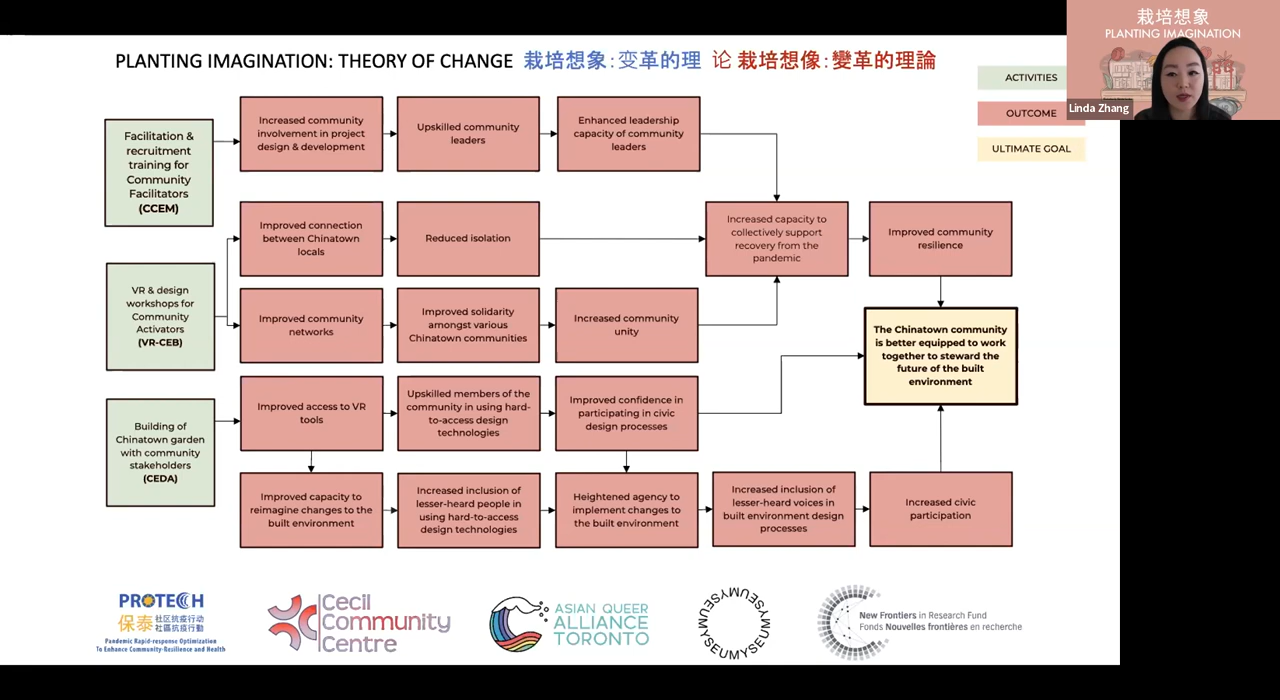 PLANTING IMAGINATION: THEORY OF CHANGE 栽培想象:变革的理 论 栽培想像:變革的理論
栽培想象
PLANTING IMAGINATION
Linda Zhang
ACTIVITIES
OUTCOME
ULTIMATE GOAL
Facilitation &
recruitment
training for
Community
Facilitators
(CCEM)
Increased community
involvement in project
design & development
Upskilled community
leaders
Enhanced leadership
capacity of community
leaders
VR & design
workshops for
Community
Activators
(VR-CEB)
Improved connection
between Chinatown
locals
Reduced isolation
Increased capacity to
collectively support
recovery from the
pandemic
Improved community
resilience
Improved community
networks
Improved solidarity
amongst various
Chinatown communities
Increased community
unity
The Chinatown community
is better equipped to work
together to steward the
future of the built
environment
Building of
Chinatown garden
with community
stakeholders
(CEDA)
Improved access to VR
tools
Upskilled members of the
community in using hard-
to-access design
technologies
Improved confidence in
participating in civic
design processes
Improved capacity to
reimagine changes to the
built environment
Increased inclusion of
lesser-heard people in
using hard-to-access
design technologies
Heightened agency to
implement changes to
the built environment
Increased inclusion of
lesser-heard voices in
built environment design
processes
Increased civic
participation
PROTECH
保泰 社区抗疫行动
社區抗疫行動
Pandemic Rapid-response Optimization
To Enhance Community-Resilience and Health
Cecil
Community
Centre
ASIAN QUEER
ALLIANCE
TORONTO
MYSEUMYSEUMYSEUMYSEU
New Frontiers in Research Fund
Fonds Nouvelles frontières en recherche